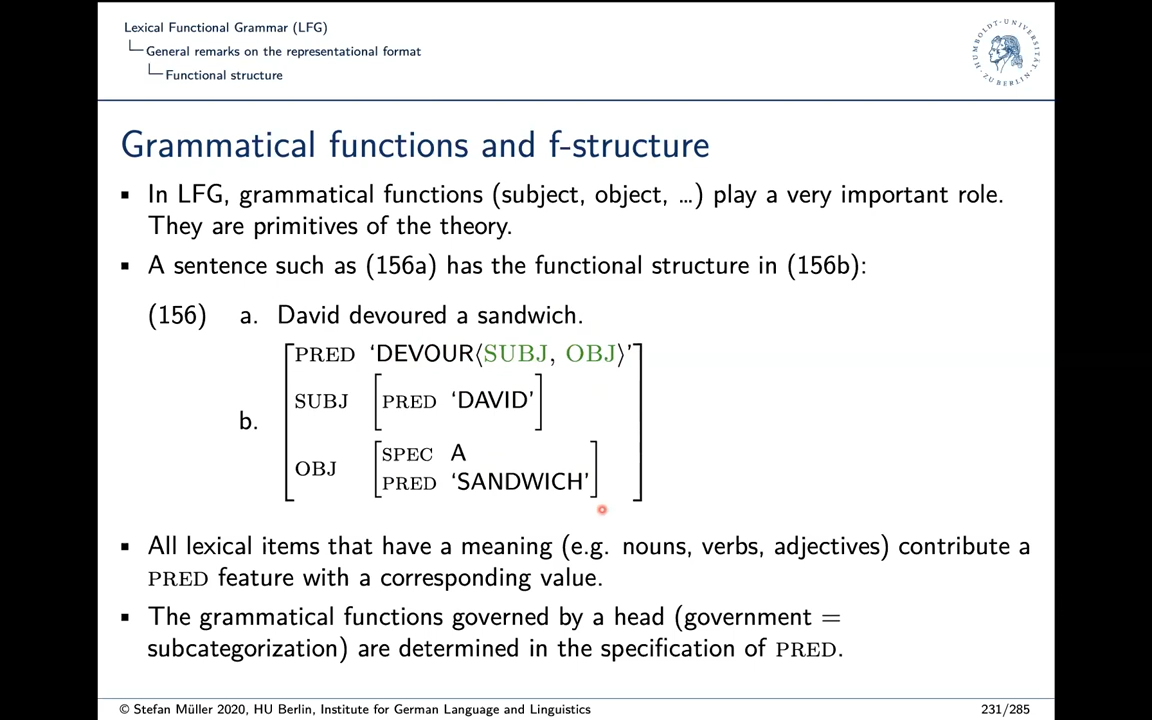 Lexical Functional Grammar (LFG)
General remarks on the representational format
Functional structure
HUMBOLDT-UNIVERSITÄT ZU BERLIN
Grammatical functions and f-structure
▪ In LFG, grammatical functions (subject, object, …) play a very important role.
They are primitives of the theory.
▪ A sentence such as (156a) has the functional structure in (156b):
(156) a. David devoured a sandwich.
PRED ‘DEVOUR⟨SUBJ, OBJ⟩’
SUBJ [PRED ‘DAVID’]
b.
SPEC A
OBJ
PRED ‘SANDWICH’
▪ All lexical items that have a meaning (e.g. nouns, verbs, adjectives) contribute a
PRED feature with a corresponding value.
▪ The grammatical functions governed by a head (government =
subcategorization) are determined in the specification of PRED.
© Stefan Müller 2020, HU Berlin, Institute for German Language and Linguistics 231/285